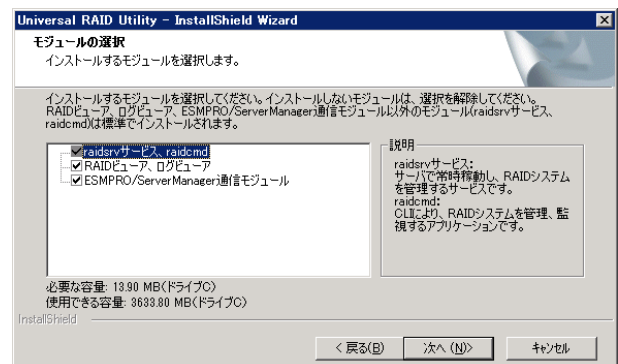 Universal RAID Utility - InstallShield Wizard
モジュールの選択
インストールするモジュールを選択します。
インストールするモジュールを選択してください。インストールしないモジュールは、選択を解除してください。
RAIDビューア、ログビューア、ESMPRO/ServerManager通信モジュール以外のモジュール(raidsrvサービス、
raidcmd)は標準でインストールされます。
raidsrvサービス、raidcmd
RAIDビューア、ログビューア
ESMPRO/ServerManager通信モジュール
説明
raidsrvサービス:
サーバで常時稼動し、RAIDシステム
を管理するサービスです。
raidcmd:
CLIにより、RAIDシステムを管理、監
視するアプリケーションです。
必要な容量: 13.90 MB(ドライブC)
使用できる容量: 3633.80 MB(ドライブC)
InstallShield
< 戻る(B)
次へ (N)>
キャンセル